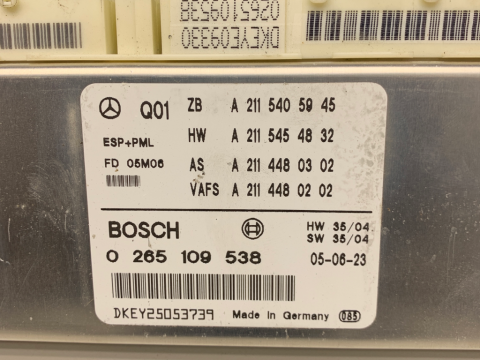 DKEYE09330
0265109538
Q01 ZB A 211 540 59 45
ESP+PML HW A 211 545 48 32
FD 05M06 AS A 211 448 03 02
VAFS A 211 448 02 02
BOSCH HW 35/04
SW 35/04
0 265 109 538 05-06-23
DKEY25053739 Made in Germany 085